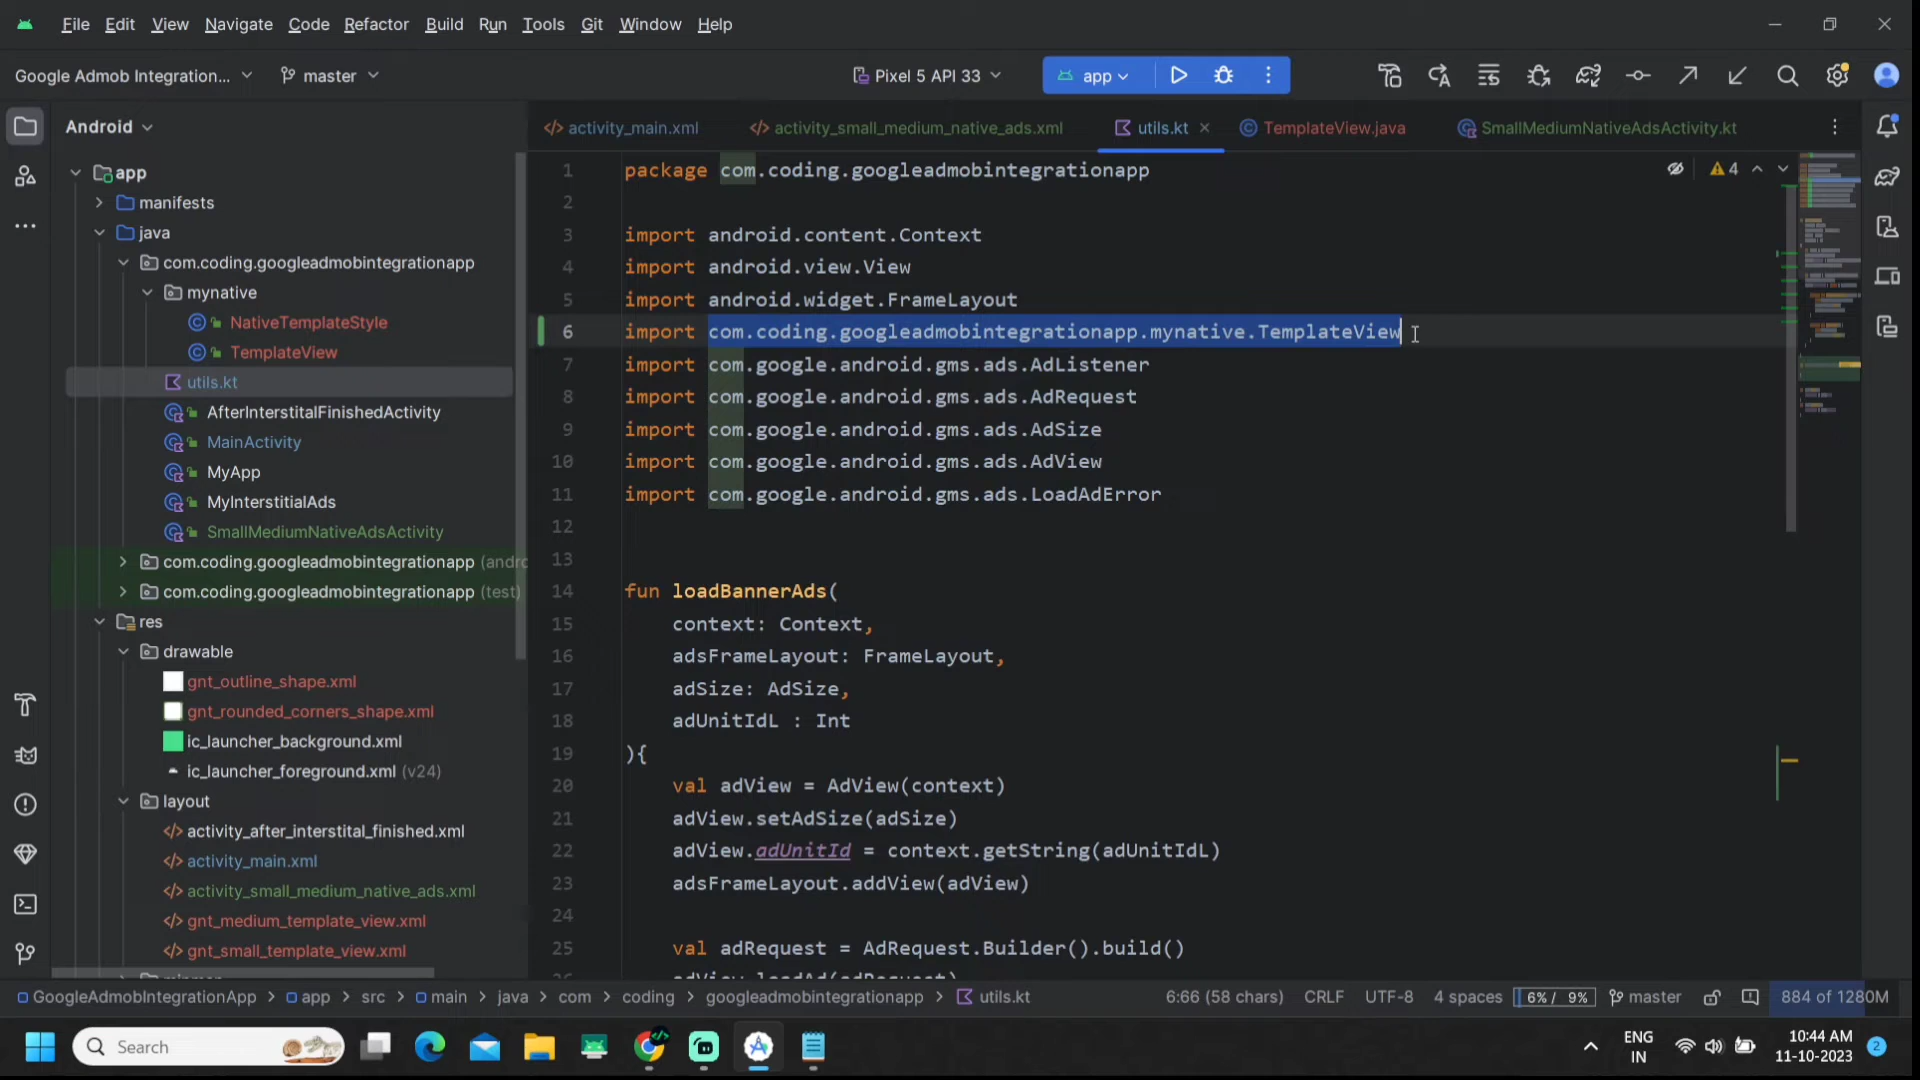 File Edit View Navigate Code Refactor Build Run Tools Git Window Help
Google Admob Integration... master Pixel 5 API 33 app
Android
activity_main.xml activity_small_medium_native_ads.xml utils.kt TemplateView.java SmallMediumNativeAdsActivity.kt
app
manifests
java
com.coding.googleadmobintegrationapp
mynative
NativeTemplateStyle
TemplateView
utils.kt
AfterInterstitalFinishedActivity
MainActivity
MyApp
MyInterstitialAds
SmallMediumNativeAdsActivity
com.coding.googleadmobintegrationapp (andro
com.coding.googleadmobintegrationapp (test)
res
drawable
gnt_outline_shape.xml
gnt_rounded_corners_shape.xml
ic_launcher_background.xml
ic_launcher_foreground.xml (v24)
layout
activity_after_interstital_finished.xml
activity_main.xml
activity_small_medium_native_ads.xml
gnt_medium_template_view.xml
gnt_small_template_view.xml
4
1 package com.coding.googleadmobintegrationapp
2
3 import android.content.Context
4 import android.view.View
5 import android.widget.FrameLayout
6 import com.coding.googleadmobintegrationapp.mynative.TemplateView
7 import com.google.android.gms.ads.AdListener
8 import com.google.android.gms.ads.AdRequest
9 import com.google.android.gms.ads.AdSize
10 import com.google.android.gms.ads.AdView
11 import com.google.android.gms.ads.LoadAdError
12
13
14 fun loadBannerAds(
15 context: Context,
16 adsFrameLayout: FrameLayout,
17 adSize: AdSize,
18 adUnitIdL : Int
19 ){
20 val adView = AdView(context)
21 adView.setAdSize(adSize)
22 adView.adUnitId = context.getString(adUnitIdL)
23 adsFrameLayout.addView(adView)
24
25 val adRequest = AdRequest.Builder().build()
GoogleAdmobIntegrationApp > app > src > main > java > com > coding > googleadmobintegrationapp > utils.kt 6:66 (58 chars) CRLF UTF-8 4 spaces 6% / 9% master 884 of 1280M
Search
ENG
IN
10:44 AM
11-10-2023
2